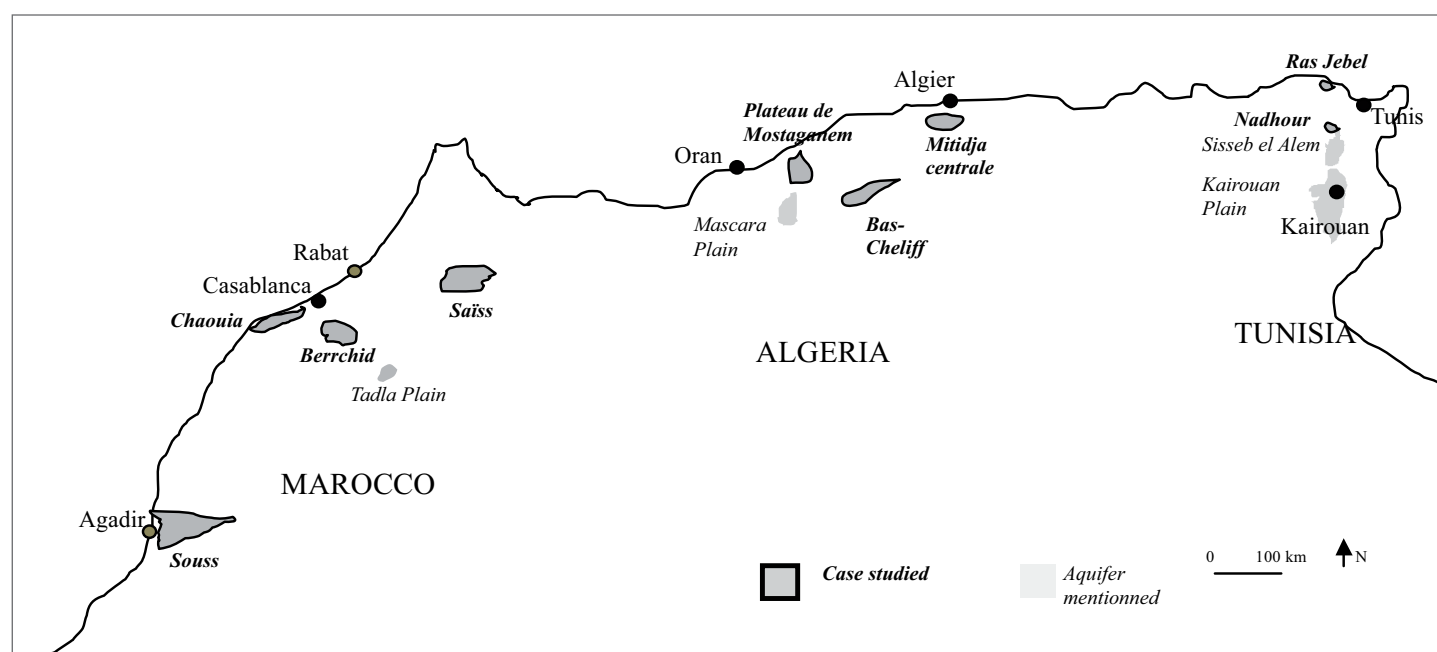 Ras Jebel
Algier
Plateau de
Mostaganem
Tunis
Nadhour
Sisseb el Alem
Mitidja
centrale
Oran
Kairouan
Plain
Mascara
Plain
Bas-
Cheliff
Kairouan
Rabat
Casablanca
Saïss
Chaouia
Berrchid
TUNISIA
ALGERIA
Tadla Plain
MAROCCO
Agadir
Souss
0 100 km
N
Case studied
Aquifer
mentionned